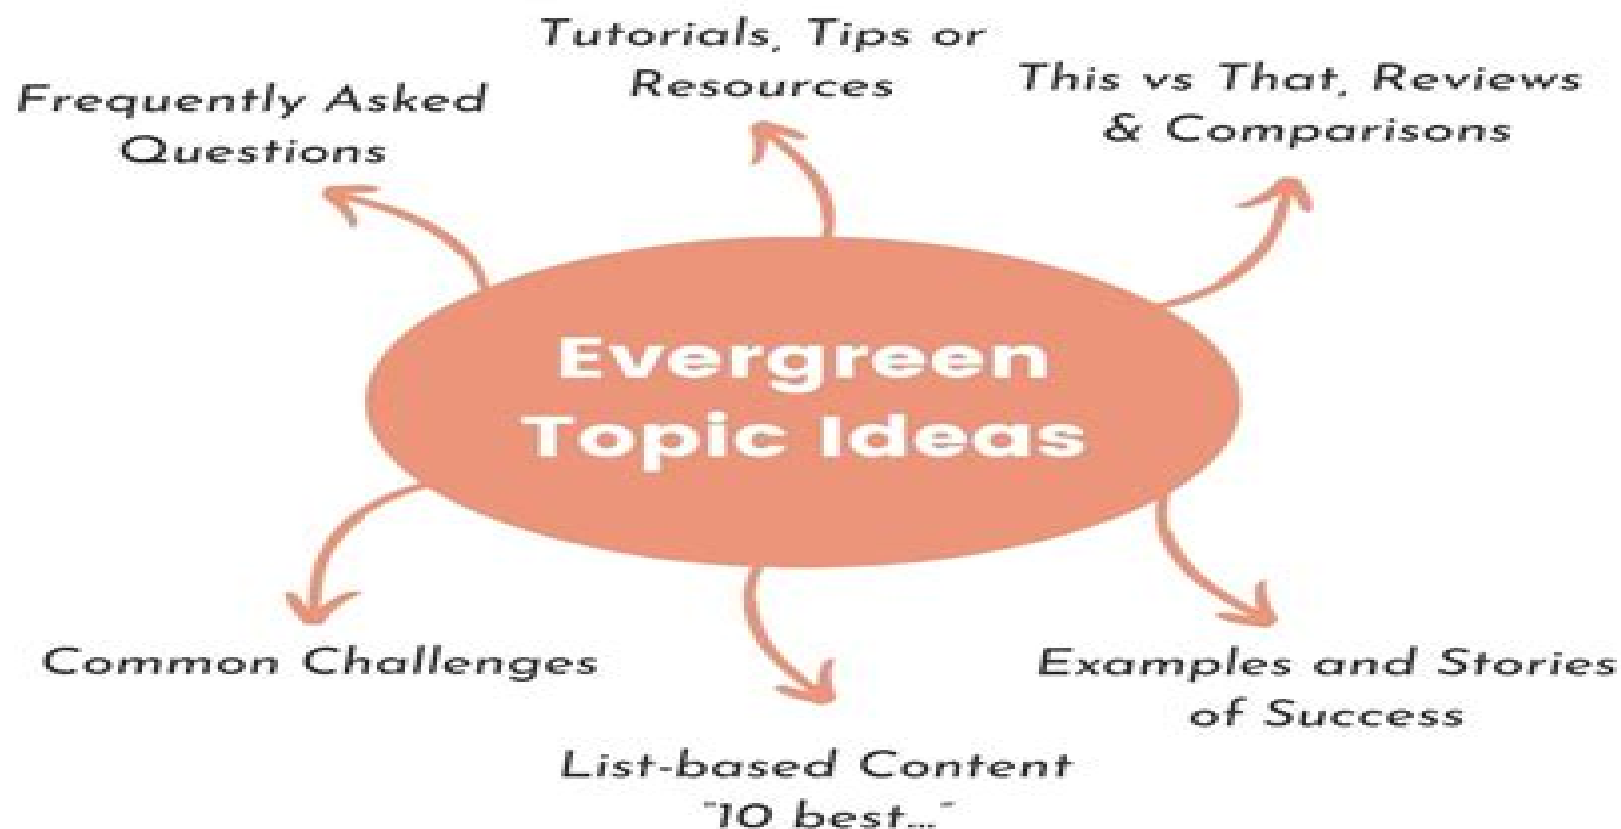 Tutorials, Tips or
Resources
Frequently Asked
Questions
This vs That, Reviews
& Comparisons
Evergreen
Topic Ideas
Common Challenges
List-based Content
"10 best..."
Examples and Stories
of Success